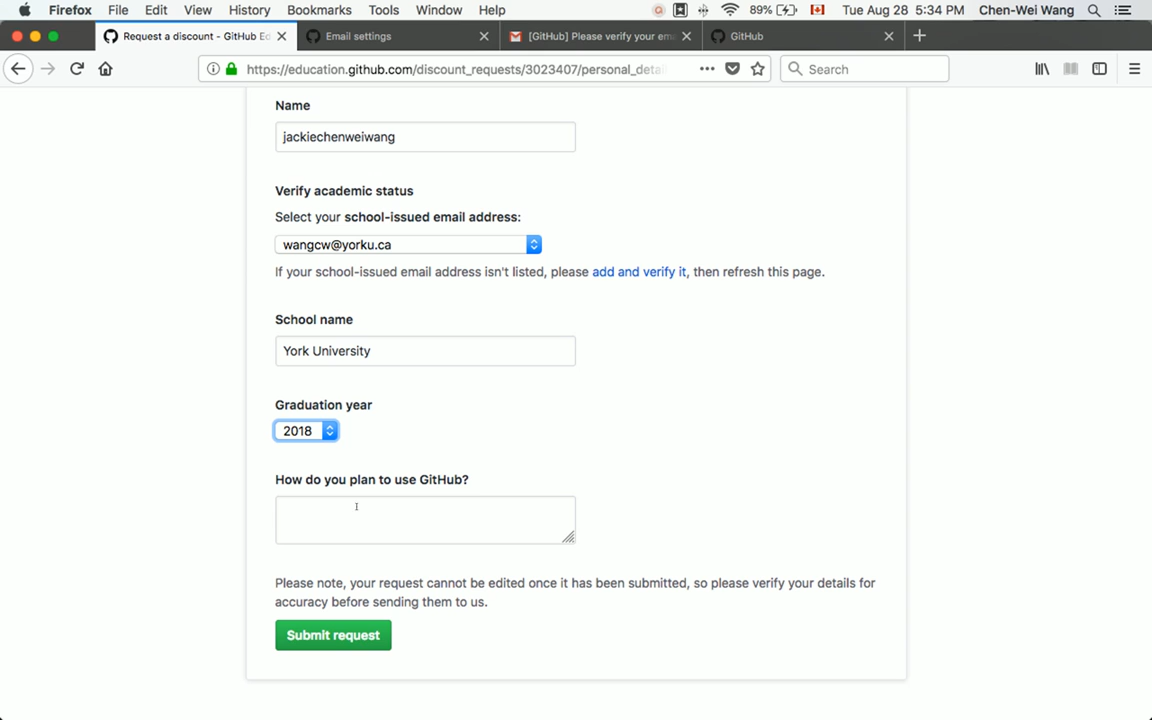 Firefox File Edit View History Bookmarks Tools Window Help 89% Tue Aug 28 5:34 PM Chen-Wei Wang
Request a discount - GitHub Ed Email settings [GitHub] Please verify your ema GitHub
https://education.github.com/discount_requests/3023407/personal_detai Search
Name
jackiechenweiwang
Verify academic status
Select your school-issued email address:
wangcw@yorku.ca
If your school-issued email address isn't listed, please add and verify it, then refresh this page.
School name
York University
Graduation year
2018
How do you plan to use GitHub?
Please note, your request cannot be edited once it has been submitted, so please verify your details for
accuracy before sending them to us.
Submit request